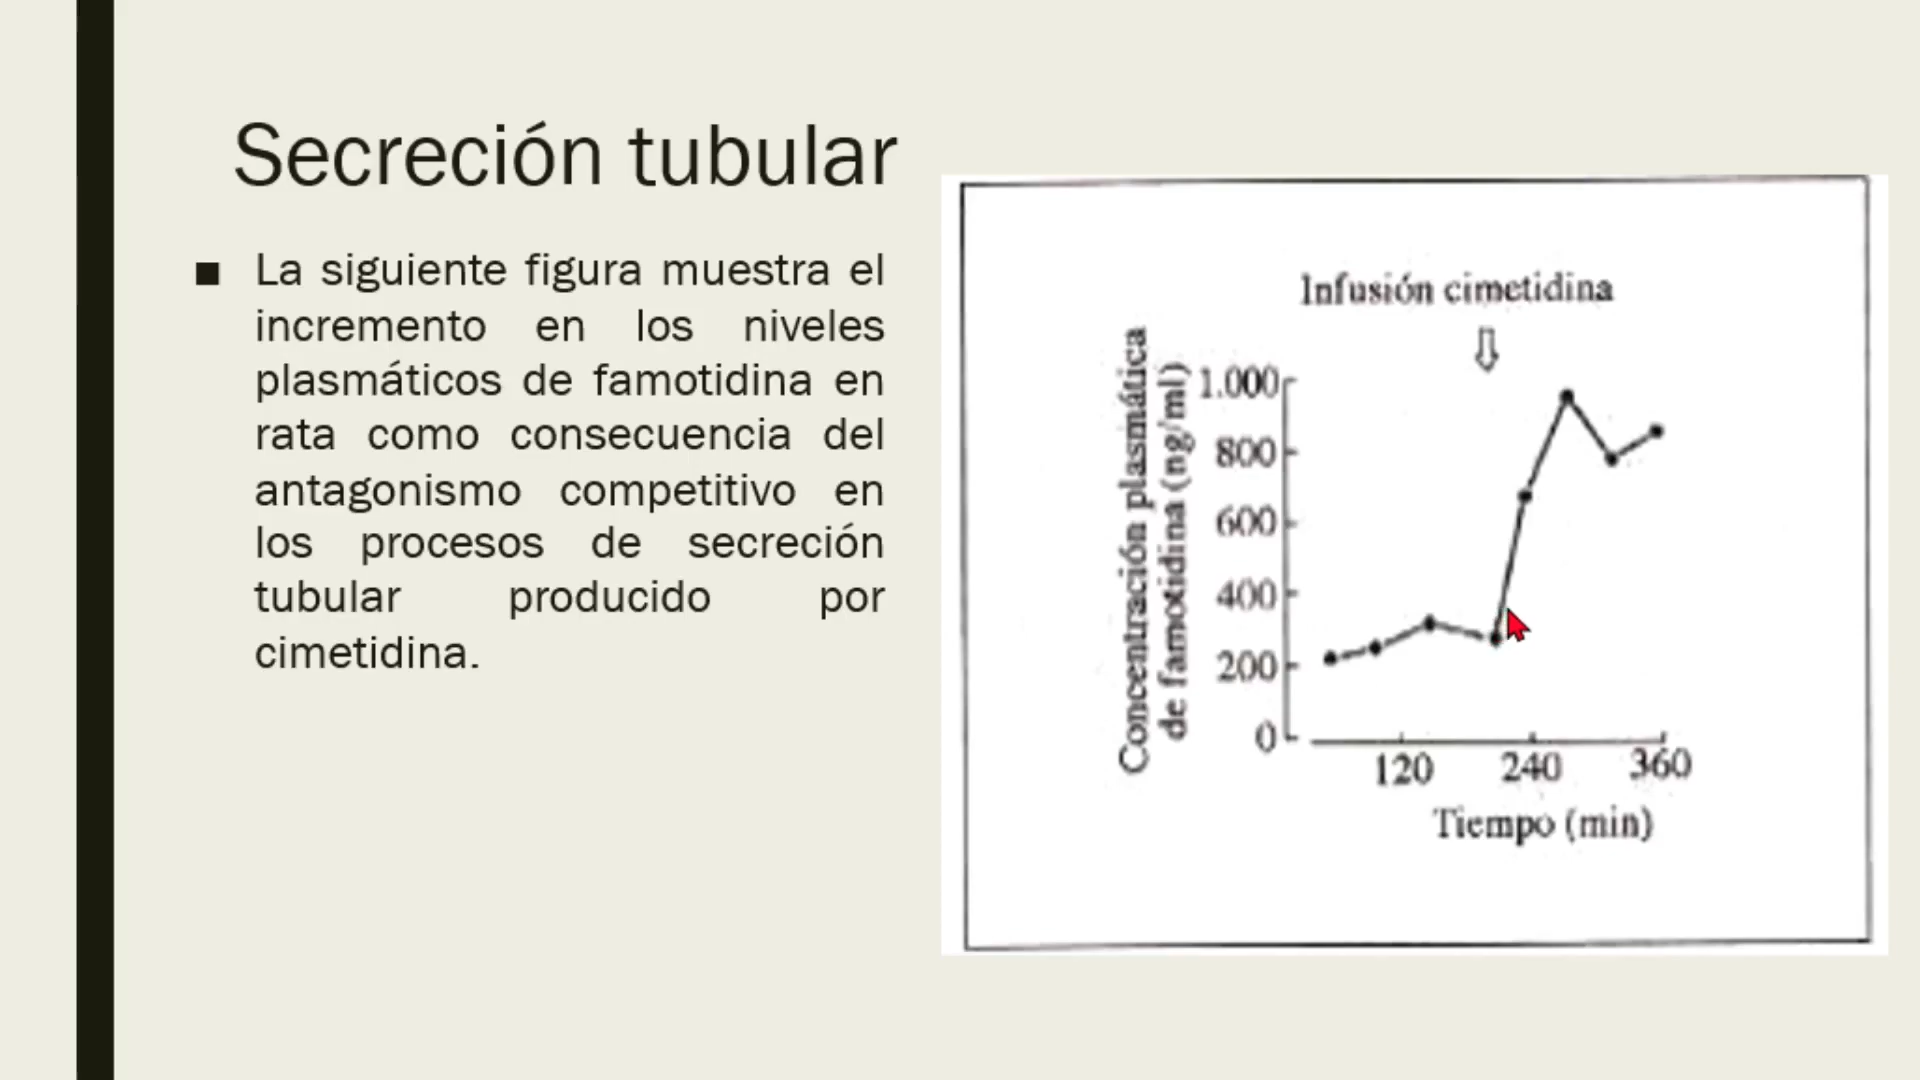 Secreción tubular
■ La siguiente figura muestra el
incremento en los niveles
plasmáticos de famotidina en
rata como consecuencia del
antagonismo competitivo en
los procesos de secreción
tubular producido por
cimetidina.
Infusión cimetidina
Concentración plasmática
de famotidina (ng/ml)
1.000
800
600
400
200
0
120 240 360
Tiempo (min)